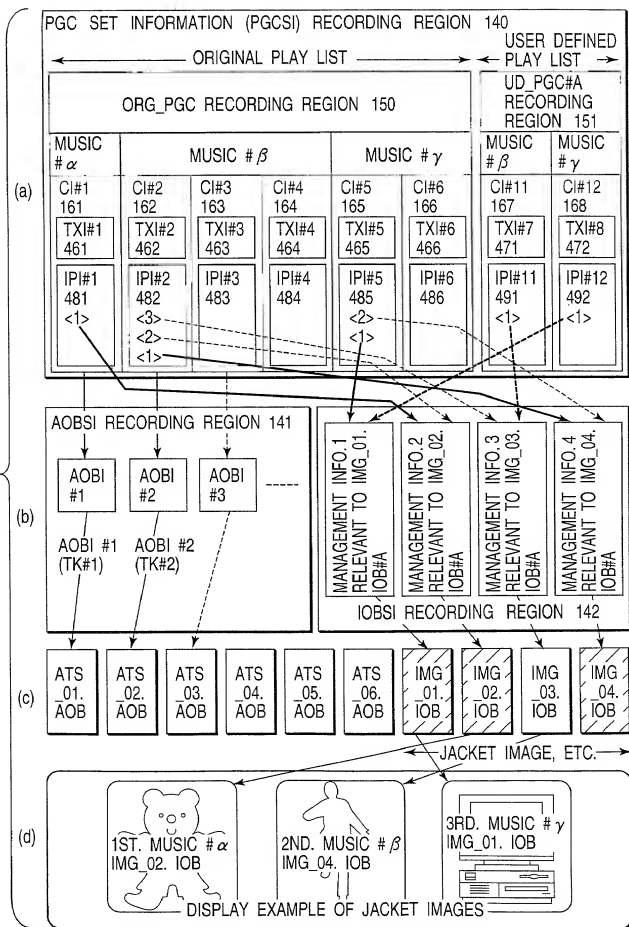 PGC SET INFORMATION (PGCSI) RECORDING REGION 140
ORIGINAL PLAY LIST
USER DEFINED
PLAY LIST
ORG_PGC RECORDING REGION 150
UD_PGC#A
RECORDING
REGION 151
MUSIC
# α
MUSIC # β
MUSIC # γ
MUSIC
# β
MUSIC
# γ
(a)
CI#1
161
CI#2
162
CI#3
163
CI#4
164
CI#5
165
CI#6
166
CI#11
167
CI#12
168
TXI#1
461
TXI#2
462
TXI#3
463
TXI#4
464
TXI#5
465
TXI#6
466
TXI#7
471
TXI#8
472
IPI#1
481
<1>
IPI#2
482
<3>
<2>
<1>
IPI#3
483
IPI#4
484
IPI#5
485
<2>
<1>
IPI#6
486
IPI#11
491
<1>
IPI#12
492
<1>
(b)
AOBSI RECORDING REGION 141
AOBI
#1
AOBI
#2
AOBI
#3
AOBI #1
(TK#1)
AOBI #2
(TK#2)
MANAGEMENT INFO.1
RELEVANT TO IMG_01.
IOB#A
MANAGEMENT INFO.2
RELEVANT TO IMG_02.
IOB#A
MANAGEMENT INFO.3
RELEVANT TO IMG_03.
IOB#A
MANAGEMENT INFO.4
RELEVANT TO IMG_04.
IOB#A
IOBSI RECORDING REGION 142
(c)
ATS
_01.
AOB
ATS
_02.
AOB
ATS
_03.
AOB
ATS
_04.
AOB
ATS
_05.
AOB
ATS
_06.
AOB
IMG
_01.
IOB
IMG
_02.
IOB
IMG
_03.
IOB
IMG
_04.
IOB
JACKET IMAGE, ETC.
(d)
1ST. MUSIC # α
IMG_02. IOB
2ND. MUSIC # β
IMG_04. IOB
3RD. MUSIC # γ
IMG_01. IOB
DISPLAY EXAMPLE OF JACKET IMAGES